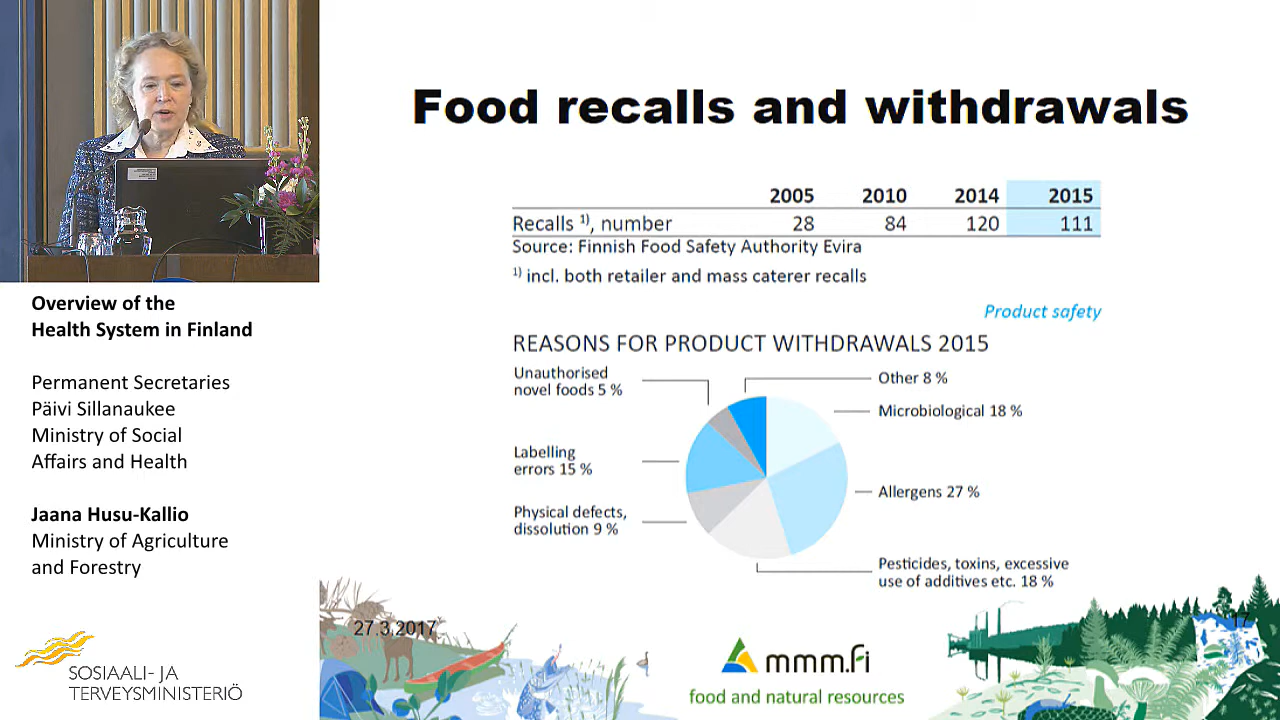 Food recalls and withdrawals
2005 2010 2014 2015
Recalls ¹⁾, number 28 84 120 111
Source: Finnish Food Safety Authority Evira
¹⁾ incl. both retailer and mass caterer recalls
Product safety
REASONS FOR PRODUCT WITHDRAWALS 2015
Unauthorised
novel foods 5 %
Other 8 %
Microbiological 18 %
Labelling
errors 15 %
Allergens 27 %
Physical defects,
dissolution 9 %
Pesticides, toxins, excessive
use of additives etc. 18 %
27.3.2017
17
mmm.fi
food and natural resources
Overview of the
Health System in Finland
Permanent Secretaries
Päivi Sillanaukee
Ministry of Social
Affairs and Health
Jaana Husu-Kallio
Ministry of Agriculture
and Forestry
SOSIAALI- JA
TERVEYSMINISTERIÖ